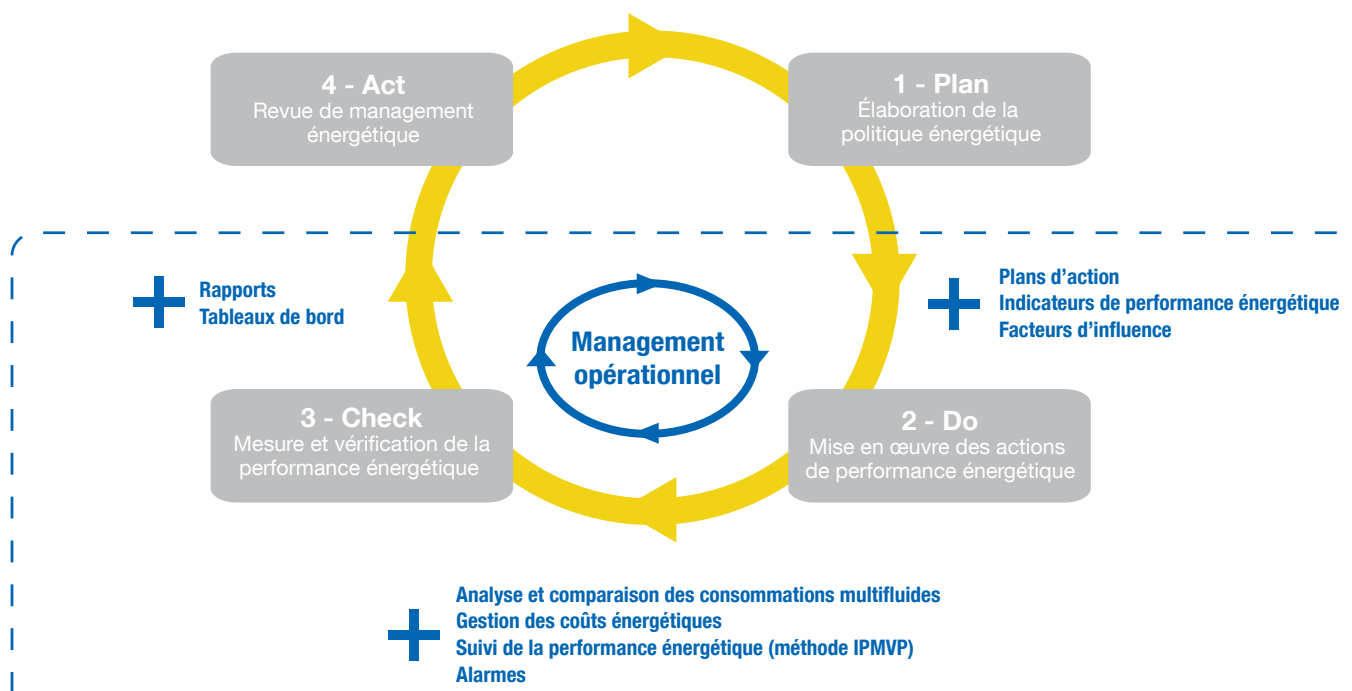 4 - Act
Revue de management
énergétique
1 - Plan
Élaboration de la
politique énergétique
Rapports
Tableaux de bord
Management
opérationnel
Plans d’action
Indicateurs de performance énergétique
Facteurs d’influence
3 - Check
Mesure et vérification de la
performance énergétique
2 - Do
Mise en œuvre des actions
de performance énergétique
Analyse et comparaison des consommations multifluides
Gestion des coûts énergétiques
Suivi de la performance énergétique (méthode IPMVP)
Alarmes